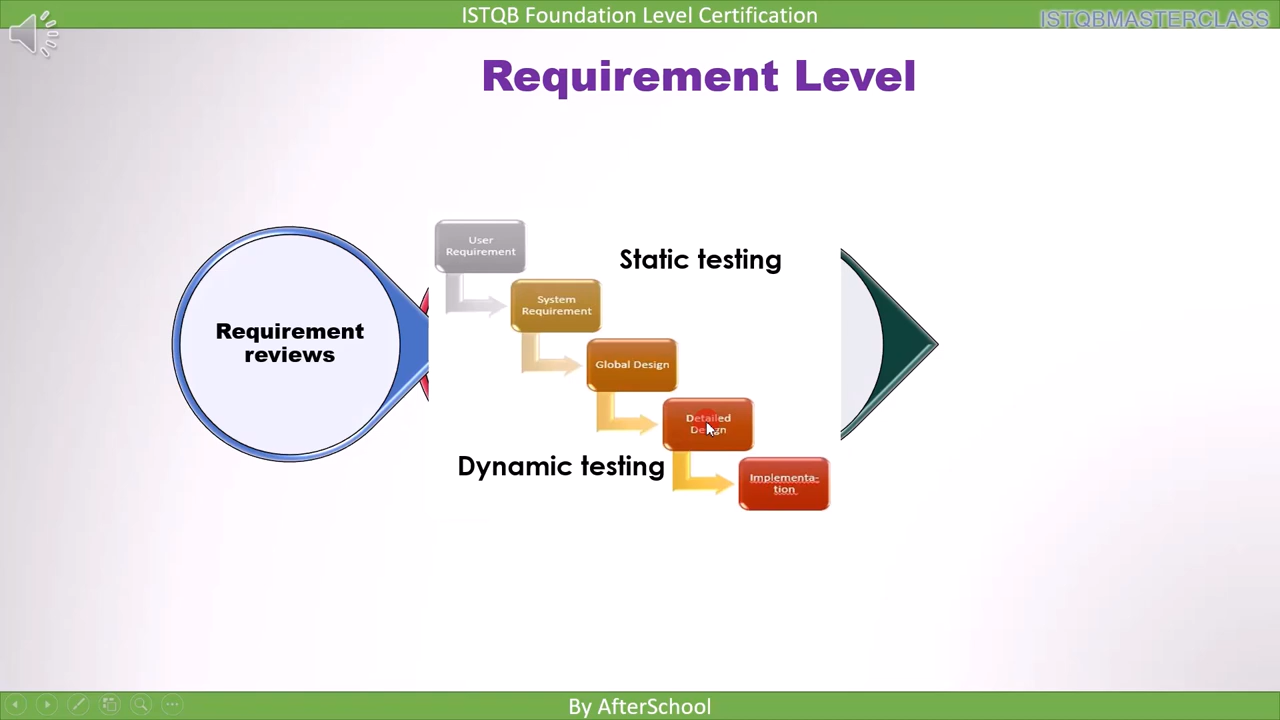 ISTQB Foundation Level Certification
ISTQBMASTERCLASS
Requirement Level
Requirement
reviews
User
Requirement
Static testing
System
Requirement
Global Design
Detailed
Design
Dynamic testing
Implementa-
tion
By AfterSchool